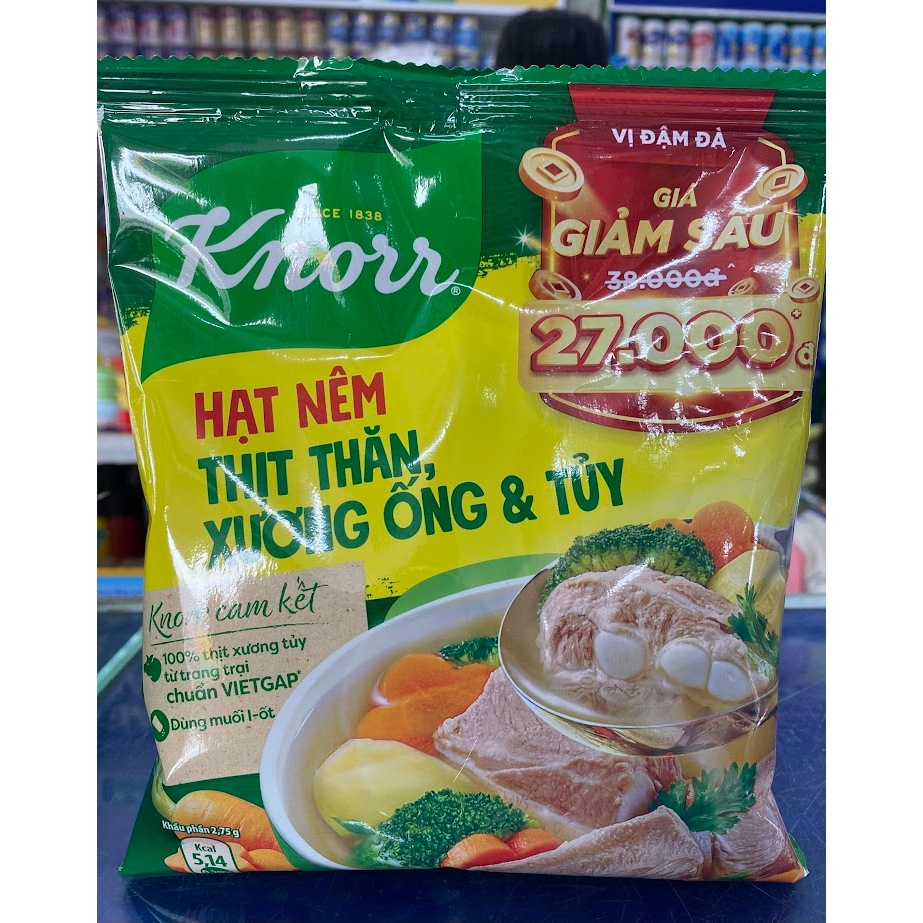 VỊ ĐẬM ĐÀ
GIÁ
GIẢM SÂU
38.000đ^
27.000+ đ
SINCE 1838
Knorr®
HẠT NÊM
THỊT THĂN,
XƯƠNG ỐNG & TỦY
Knorr cam kết
100% thịt xương tủy
từ trang trại
chuẩn VIETGAP*
Dùng muối I-ốt
Khẩu phần 2,75 g
Kcal
5,14